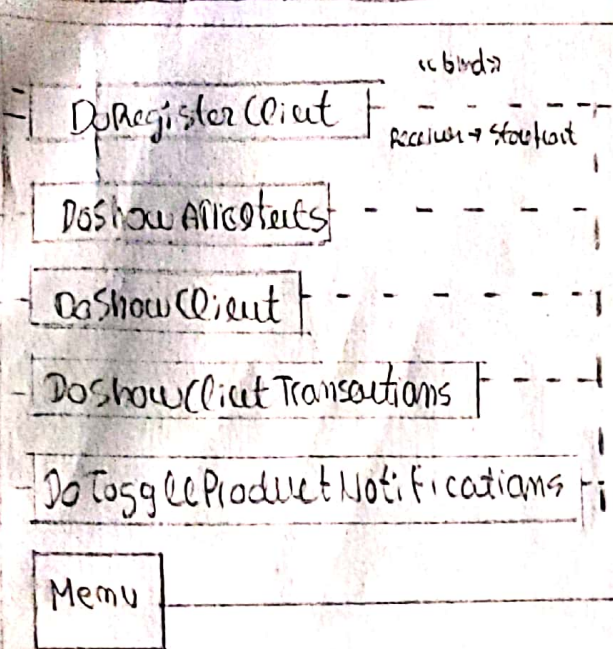 «bind»
DoRegisterClient
Receiver → Storefront
DoShowAllClients
DoShowClient
DoShowClientTransactions
DoToggleProductNotifications
Menu